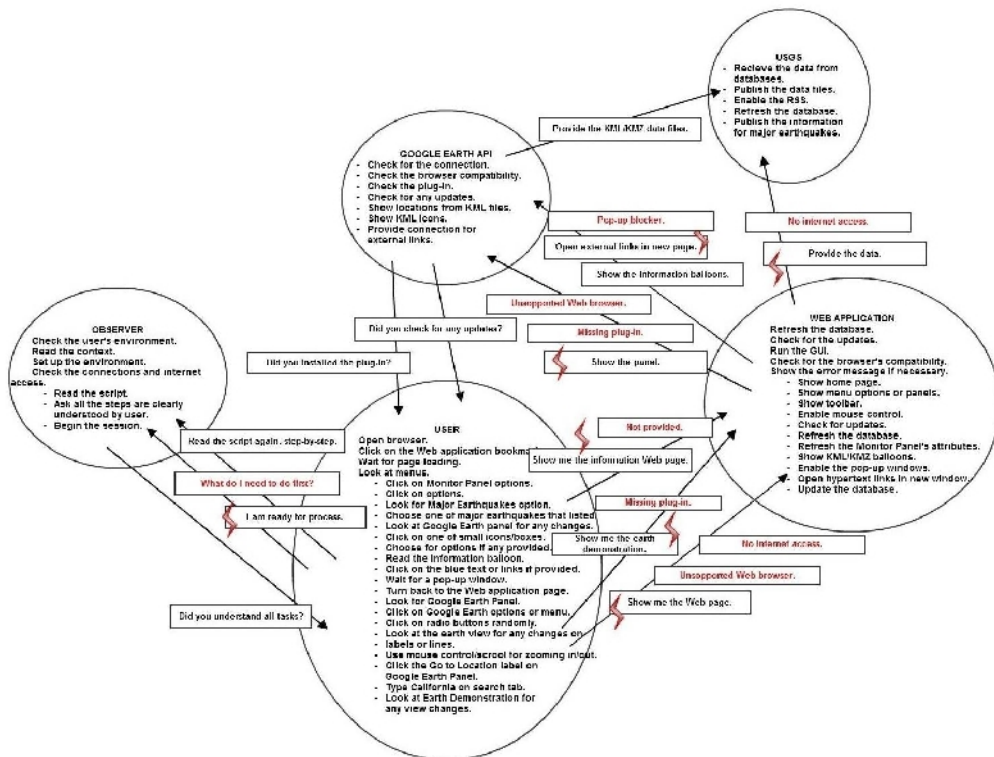 USGS
- Recieve the data from
databases.
- Publish the data files.
- Enable the RSS.
- Refresh the database.
- Publish the information
for major earthquakes.
Provide the KML/KMZ data files.
GOOGLE EARTH API
- Check for the connection.
- Check the browser compatibility.
- Check the plug-in.
- Check for any updates.
- Show locations from KML files.
- Show KML icons.
- Provide connection for
external links.
Pop-up blocker.
Open external links in new page.
Show the information balloons.
No internet access.
Provide the data.
Unsopported Web browser.
Missing plug-in.
Show the panel.
Did you check for any updates?
Did you installed the plug-in?
OBSERVER
Check the user's environment.
Read the context.
Set up the environment.
Check the connections and internet
access.
- Read the script.
- Ask all the steps are clearly
understood by user.
- Begin the session.
WEB APPLICATION
Refresh the database.
Check for the updates.
Run the GUI.
Check for the browser's compatibility.
Show the error message if necessary.
- Show home page.
- Show menu options or panels.
- Show toolbar.
- Enable mouse control.
- Check for updates.
- Refresh the database.
- Refresh the Monitor Panel's attributes.
- Show KML/KMZ balloons.
- Enable the pop-up windows.
- Open hypertext links in new window.
- Update the database.
Read the script again, step-by-step.
What do I need to do first?
I am ready for process.
Did you understand all tasks?
USER
Open browser.
Click on the Web application bookm
Wait for page loading.
Look at menus.
- Click on Monitor Panel options.
- Click on options.
- Look for Major Earthquakes option.
- Choose one of major earthquakes that listed
- Look at Google Earth panel for any changes.
- Click on one of small icons/boxes.
- Choose for options if any provided.
- Read the information balloon.
- Click on the blue text or links if provided.
- Wait for a pop-up window.
- Turn back to the Web application page.
- Look for Google Earth Panel.
- Click on Google Earth options or menu.
- Click on radio buttons randomly.
- Look at the earth view for any changes on
- labels or lines.
- Use mouse control/scrool for zooming in/out.
- Click the Go to Location label on
Google Earth Panel.
- Type California on search tab.
- Look at Earth Demonstration for
any view changes.
Not provided.
Show me the information Web page.
Missing plug-in.
Show me the earth
demonstration.
No internet access.
Unsopported Web browser.
Show me the Web page.